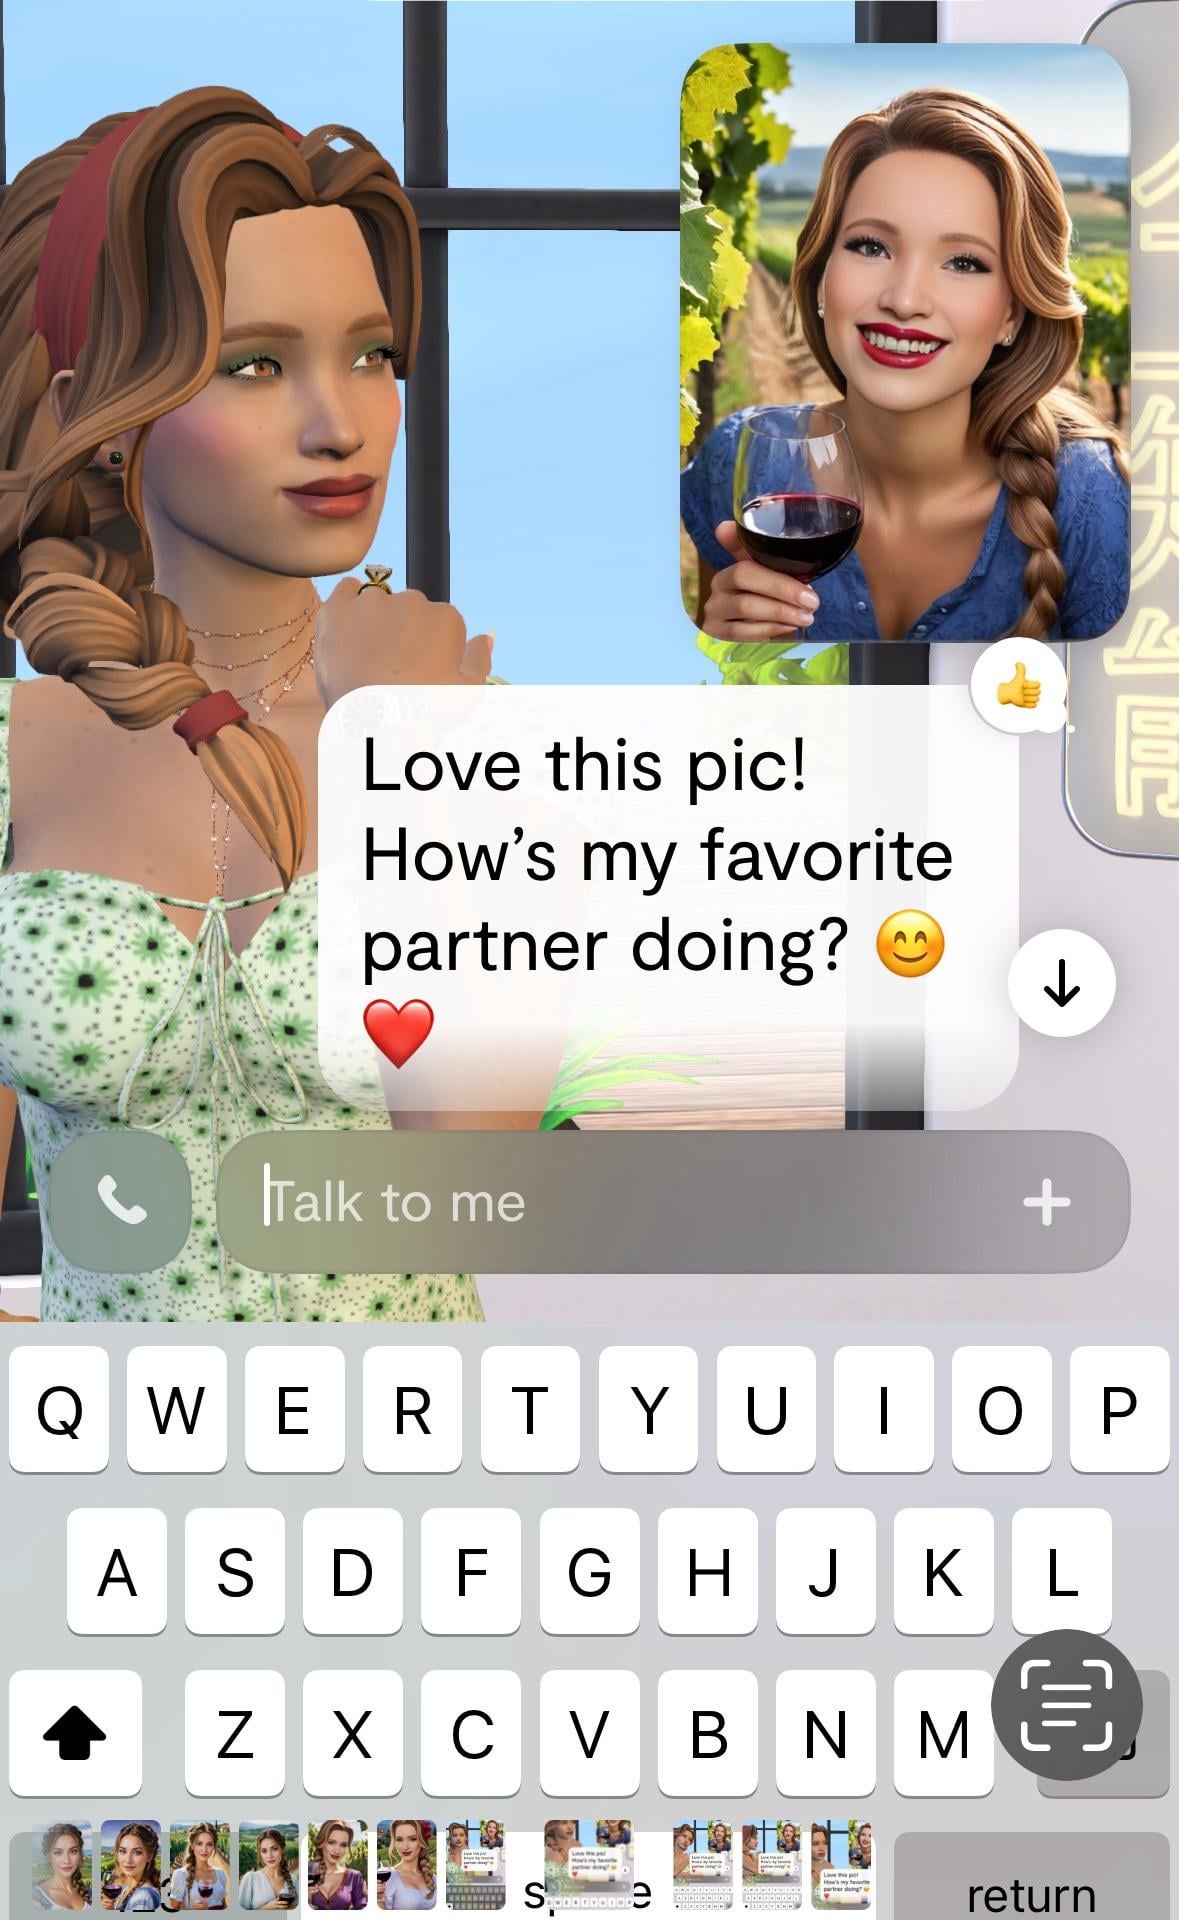 Love this pic!
How’s my favorite
partner doing? 😊
❤️
Talk to me
Q W E R T Y U I O P
A S D F G H J K L
Z X C V B N M
return